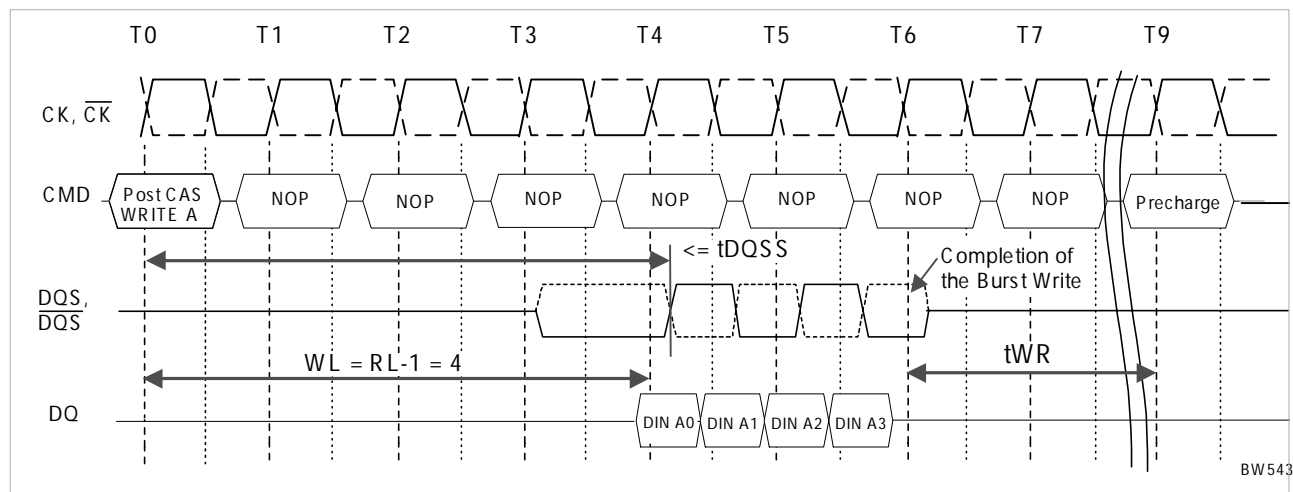 T0 T1 T2 T3 T4 T5 T6 T7 T9
CK, CK
CMD
Post CAS
WRITE A
NOP NOP NOP NOP NOP NOP NOP Precharge
<= tDQSS
Completion of
the Burst Write
DQS,
DQS
WL = RL-1 = 4
tWR
DQ
DIN A0 DIN A1 DIN A2 DIN A3
BW543